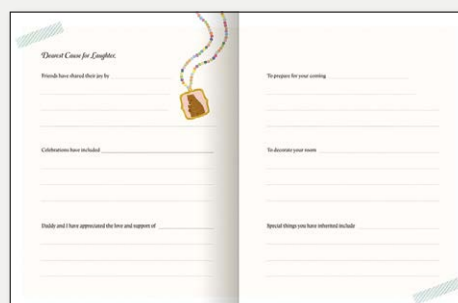 Dearest Cause for Laughter,
Friends have shared their joy by
Celebrations have included
Daddy and I have appreciated the love and support of
To prepare for your coming
To decorate your room
Special things you have inherited include